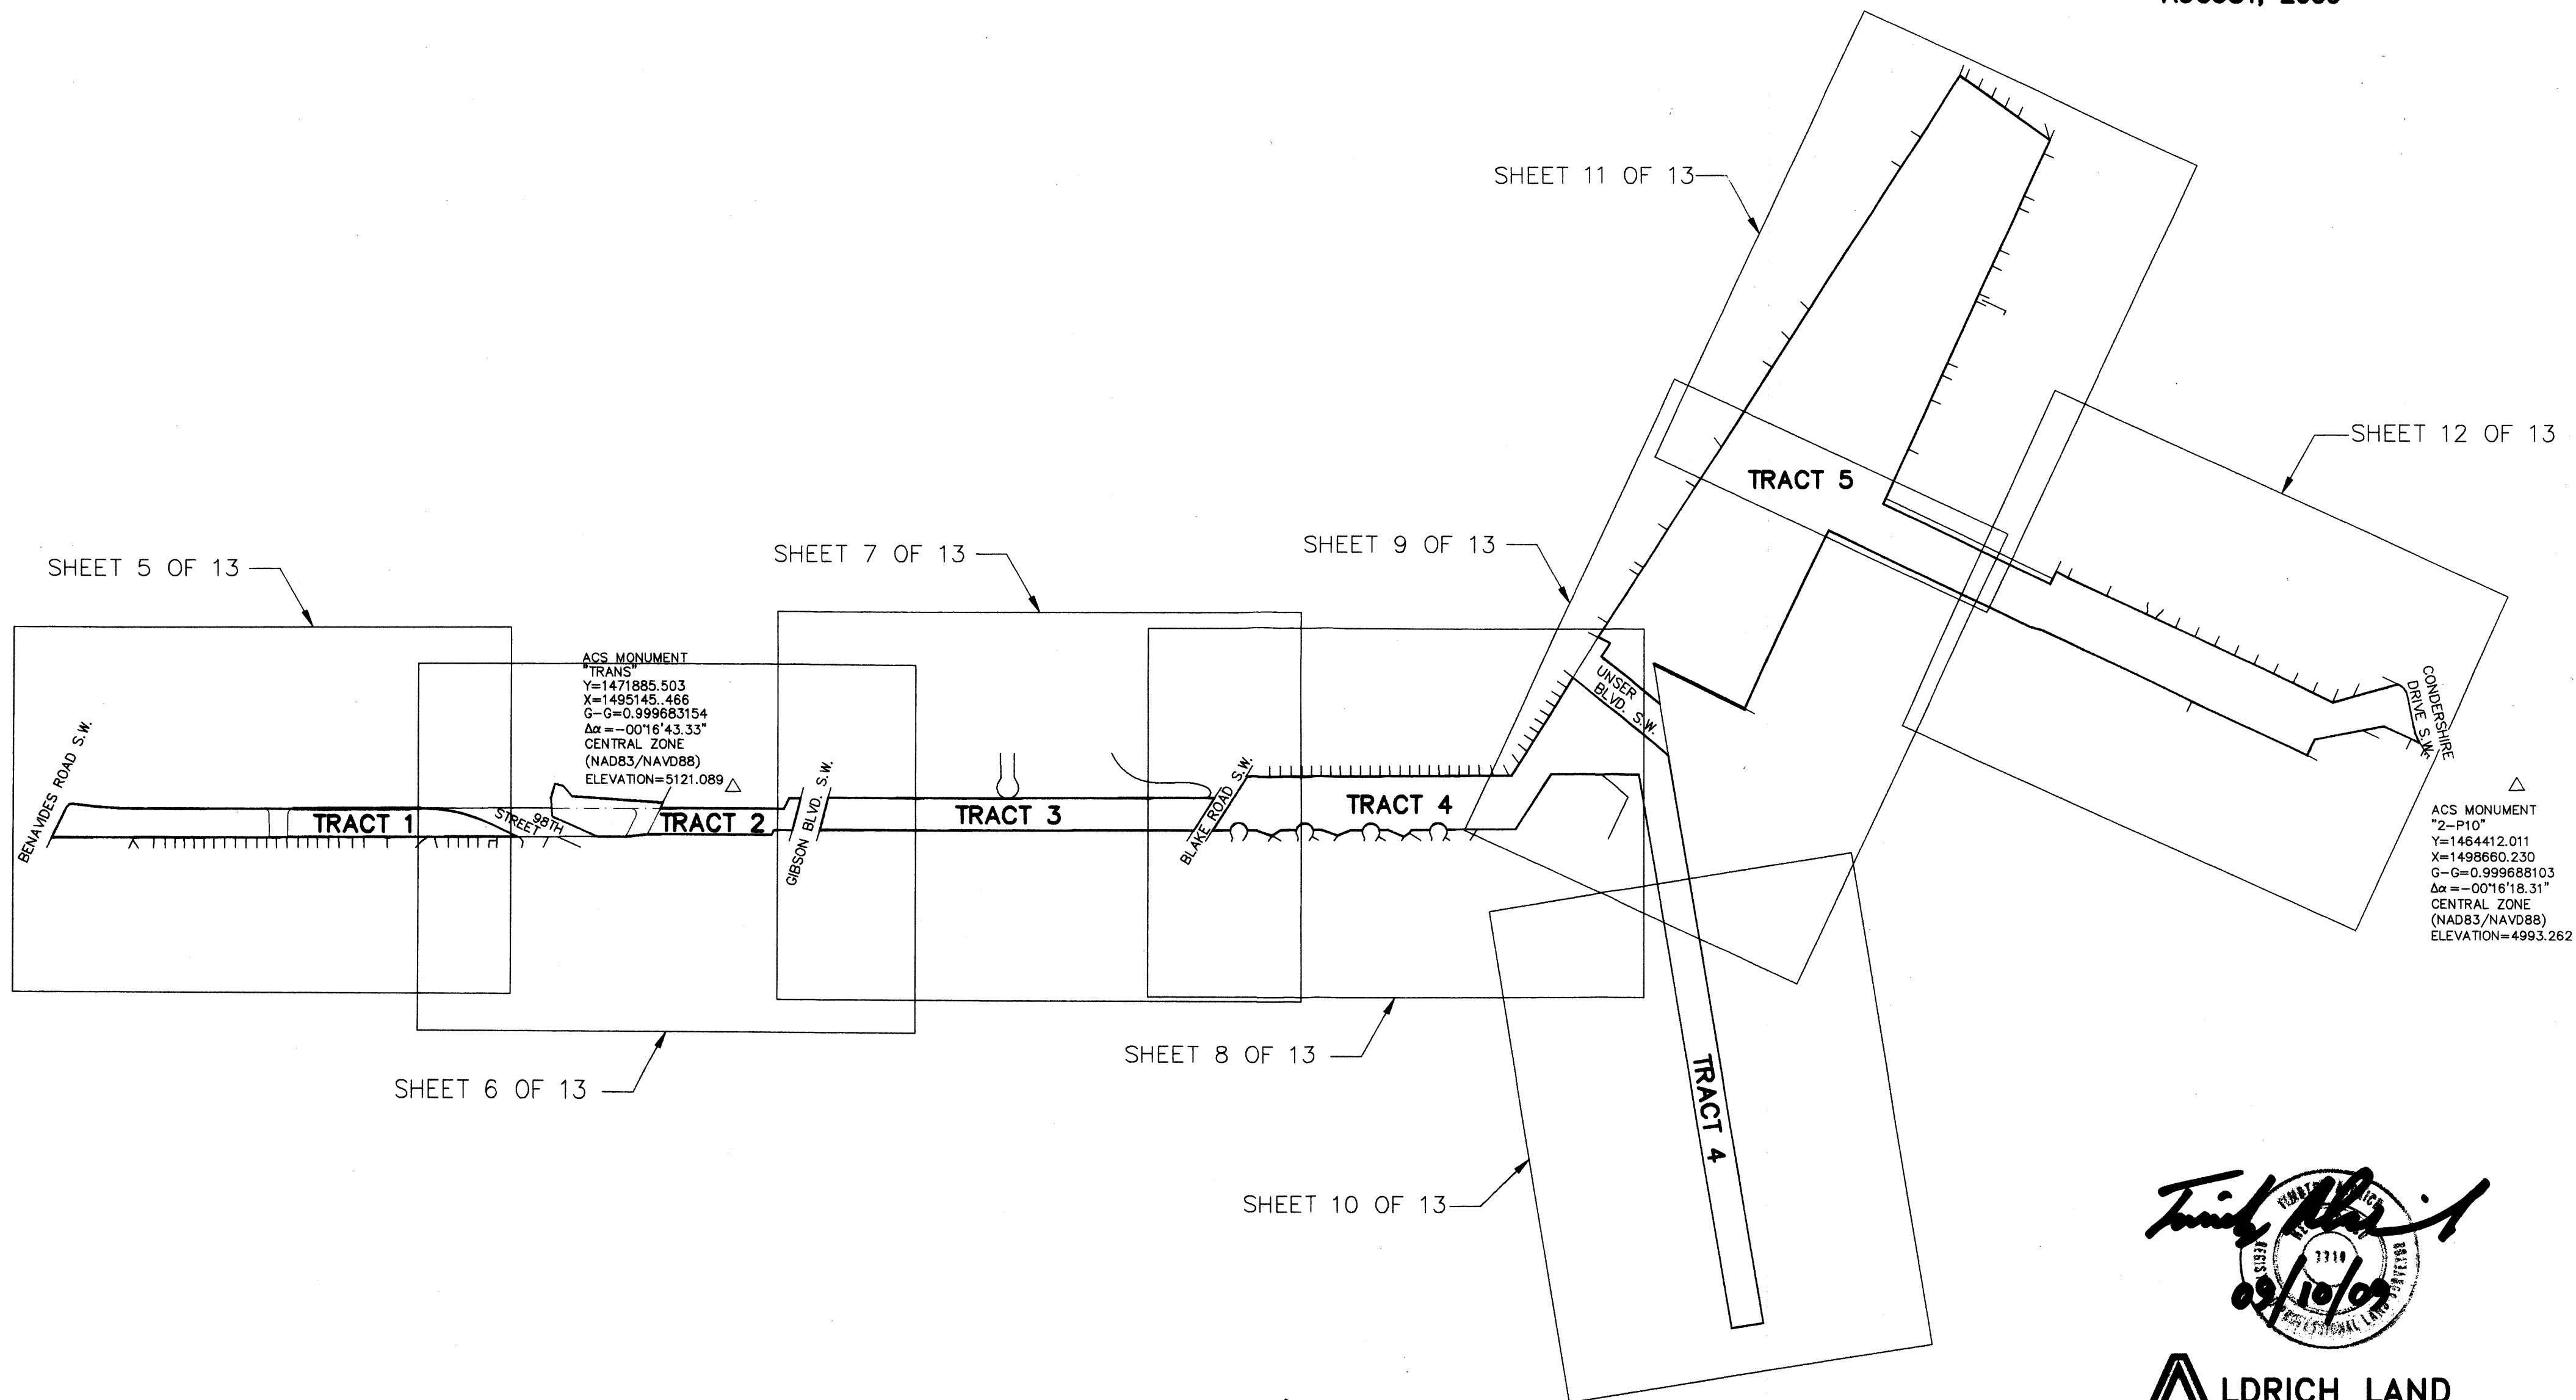 SHEET 11 OF 13
SHEET 12 OF 13
TRACT 5
SHEET 9 OF 13
SHEET 7 OF 13
SHEET 5 OF 13
ACS MONUMENT
"TRANS"
Y=1471885.503
X=1495145..466
G-G=0.999683154
Δα=-00°16'43.33"
CENTRAL ZONE
(NAD83/NAVD88)
ELEVATION=5121.089
UNSER
BLVD. S.W.
CONDERSHIRE
DRIVE S.W.
BENAVIDES ROAD S.W.
TRACT 1
98TH
STREET
TRACT 2
GIBSON BLVD. S.W.
TRACT 3
BLAKE ROAD S.W.
TRACT 4
ACS MONUMENT
"2-P10"
Y=1464412.011
X=1498660.230
G-G=0.999688103
Δα=-00°16'18.31"
CENTRAL ZONE
(NAD83/NAVD88)
ELEVATION=4993.262
SHEET 8 OF 13
SHEET 6 OF 13
TRACT 4
SHEET 10 OF 13
09/10/09
LDRICH LAND